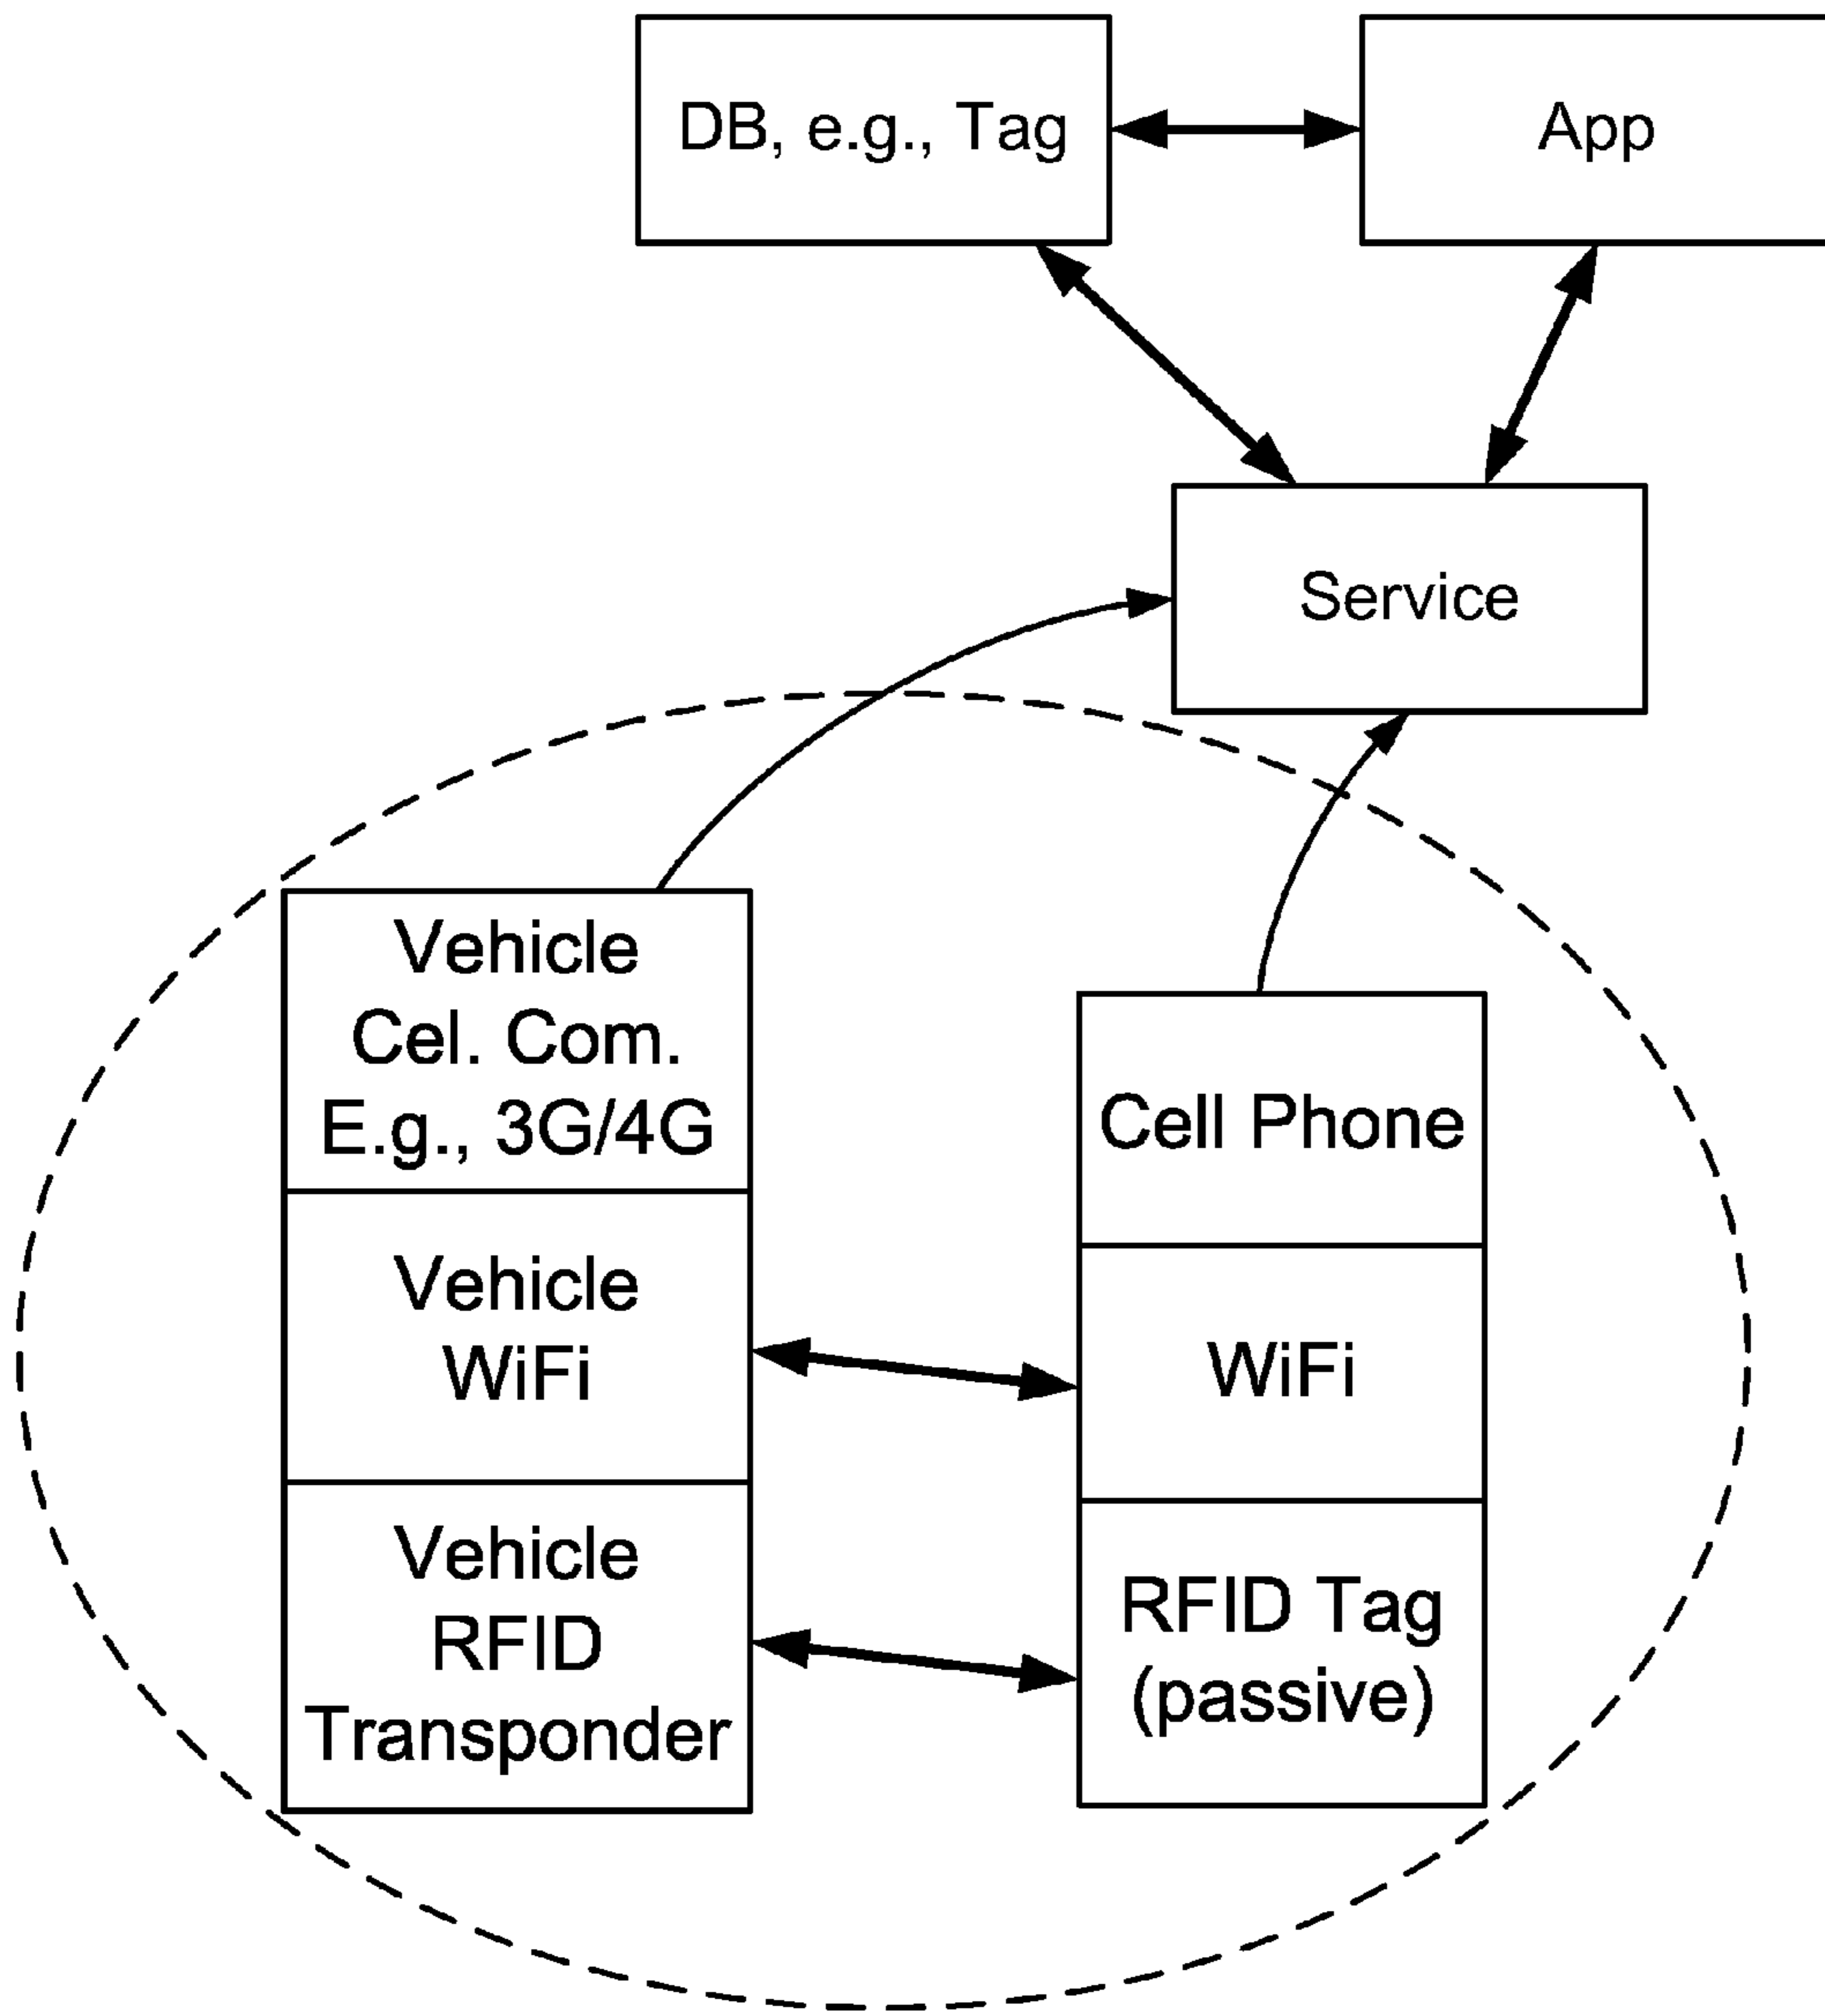 DB, e.g., Tag
App
Service
Vehicle
Cel. Com.
E.g., 3G/4G
Vehicle
WiFi
Vehicle
RFID
Transponder
Cell Phone
WiFi
RFID Tag
(passive)